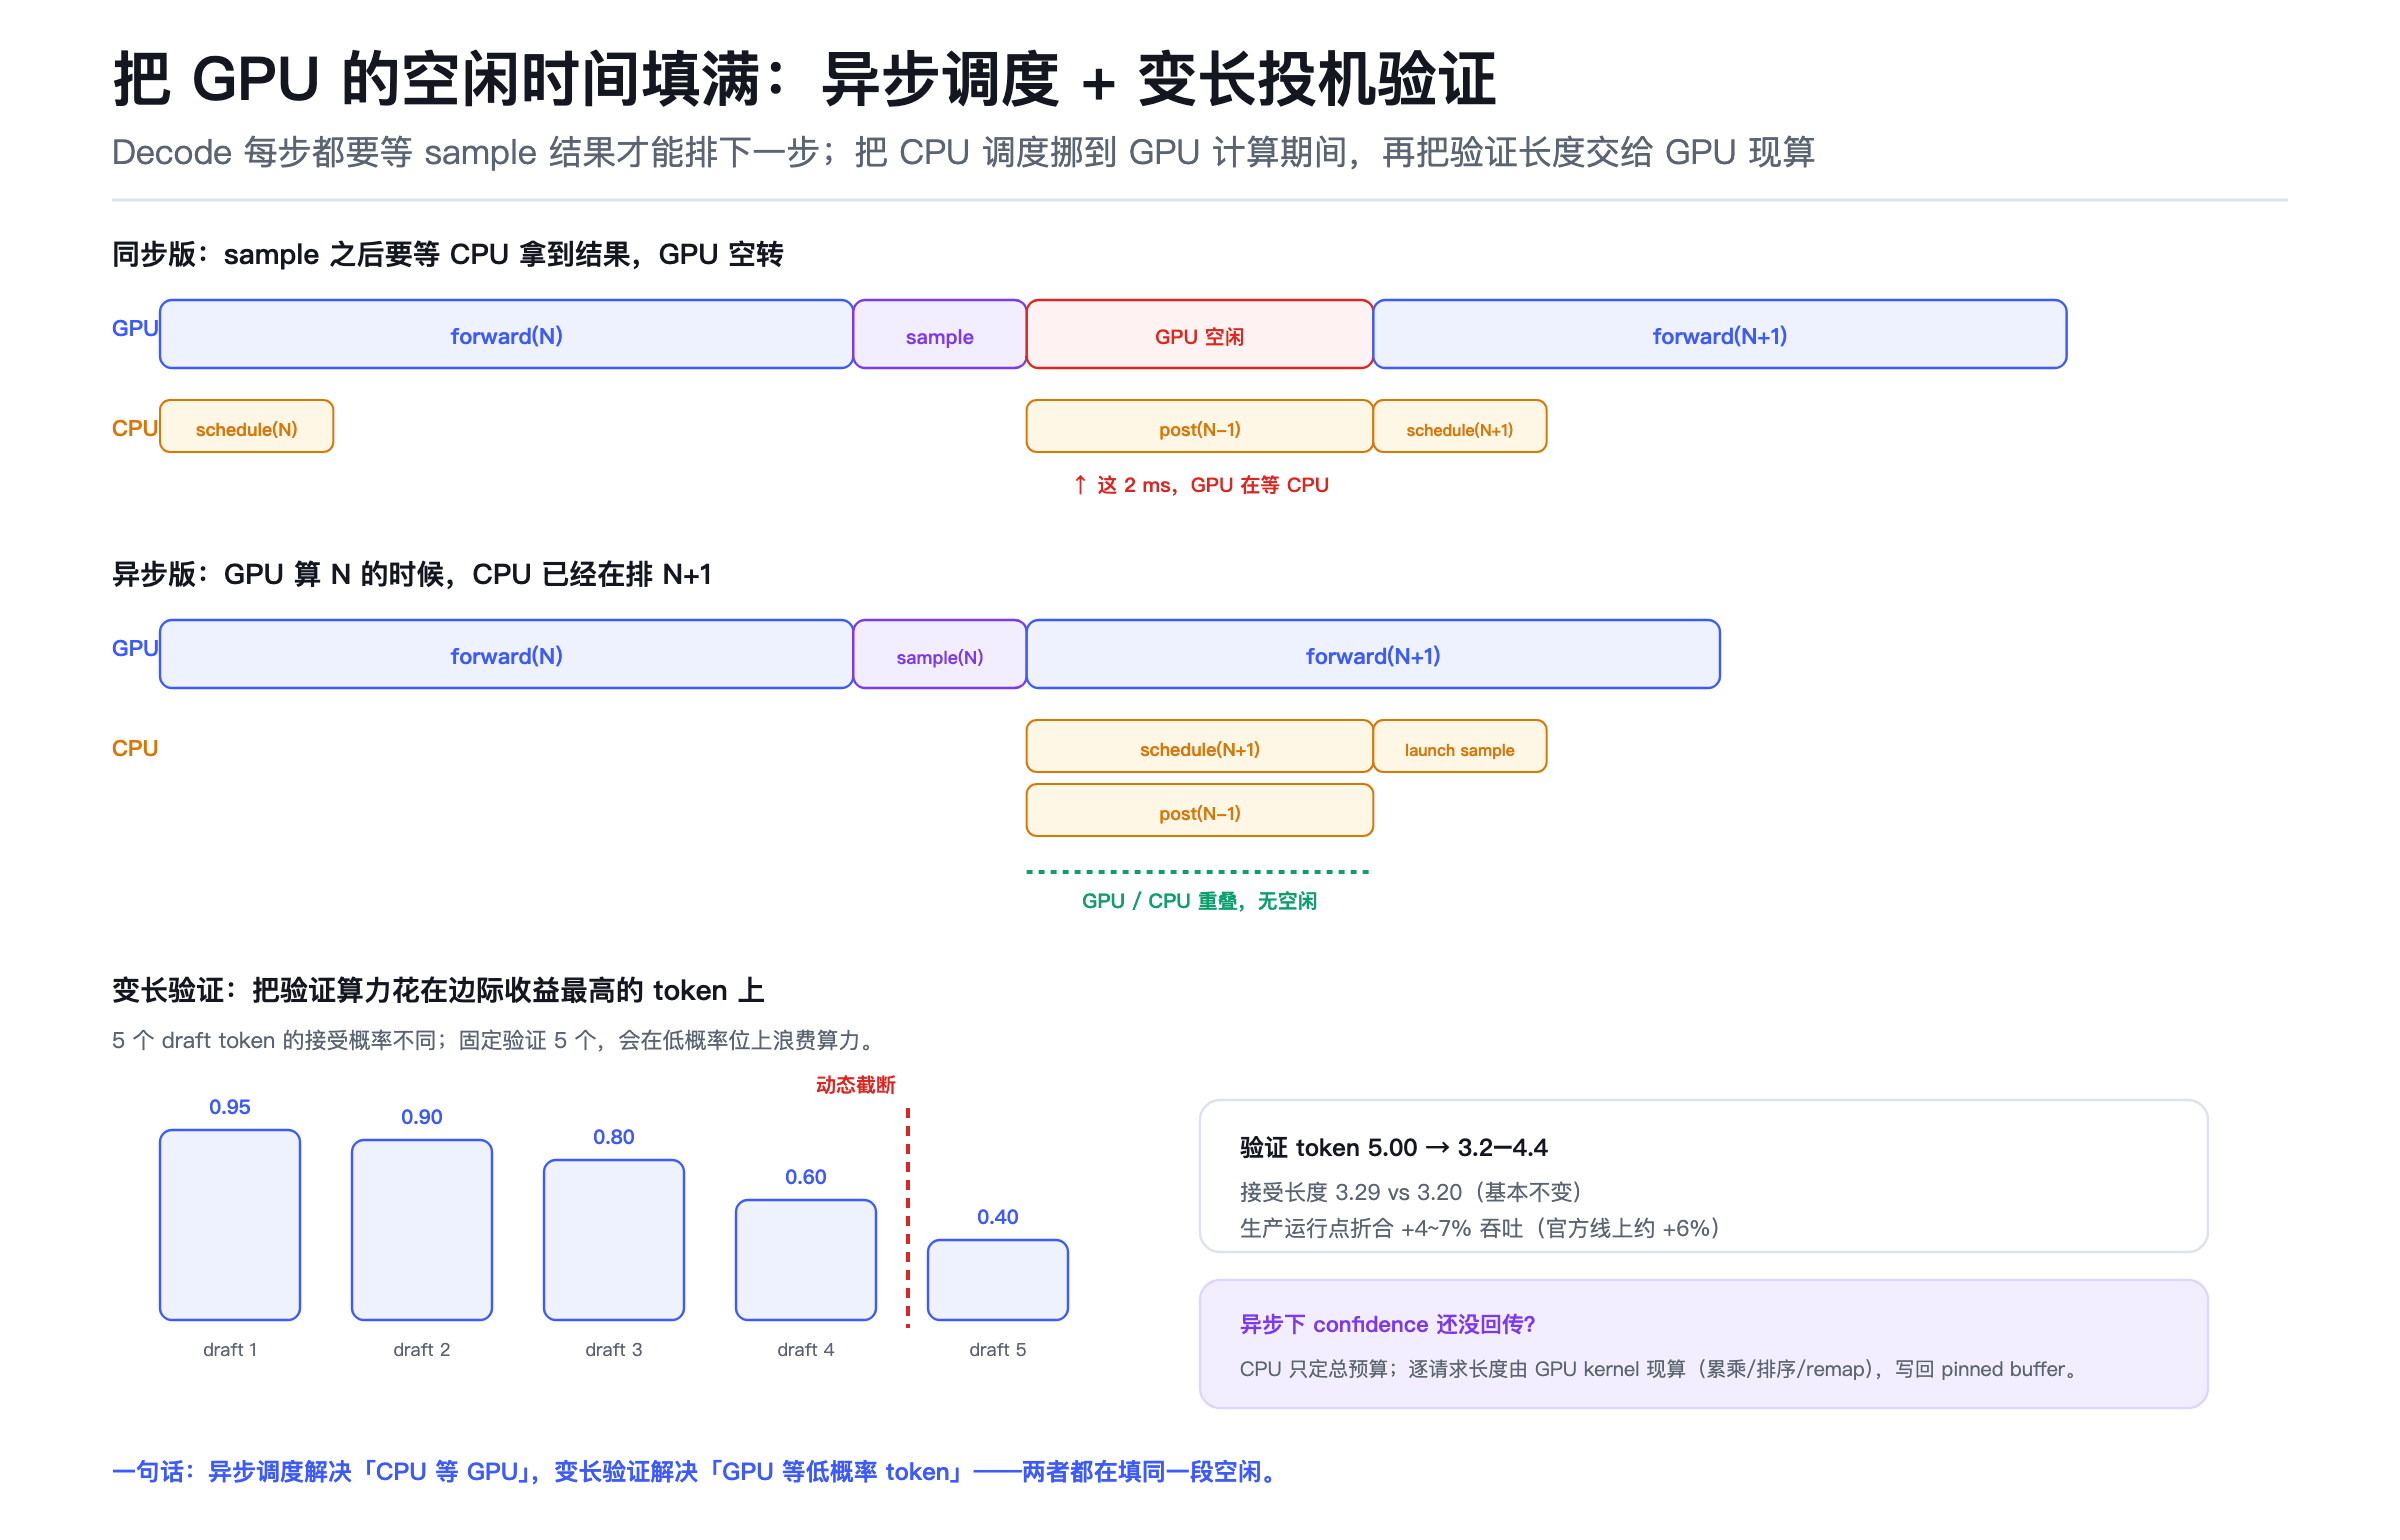 把 GPU 的空闲时间填满：异步调度 + 变长投机验证
Decode 每步都要等 sample 结果才能排下一步；把 CPU 调度挪到 GPU 计算期间，再把验证长度交给 GPU 现算
同步版：sample 之后要等 CPU 拿到结果，GPU 空转
GPU forward(N) sample GPU 空闲 forward(N+1)
CPU schedule(N) post(N−1) schedule(N+1)
↑ 这 2 ms，GPU 在等 CPU
异步版：GPU 算 N 的时候，CPU 已经在排 N+1
GPU forward(N) sample(N) forward(N+1)
CPU schedule(N+1) launch sample
post(N−1)
GPU / CPU 重叠，无空闲
变长验证：把验证算力花在边际收益最高的 token 上
5 个 draft token 的接受概率不同；固定验证 5 个，会在低概率位上浪费算力。
动态截断
0.95 0.90 0.80 0.60 0.40
draft 1 draft 2 draft 3 draft 4 draft 5
验证 token 5.00 → 3.2—4.4
接受长度 3.29 vs 3.20（基本不变）
生产运行点折合 +4~7% 吞吐（官方线上约 +6%）
异步下 confidence 还没回传？
CPU 只定总预算；逐请求长度由 GPU kernel 现算（累乘/排序/remap），写回 pinned buffer。
一句话：异步调度解决「CPU 等 GPU」，变长验证解决「GPU 等低概率 token」——两者都在填同一段空闲。